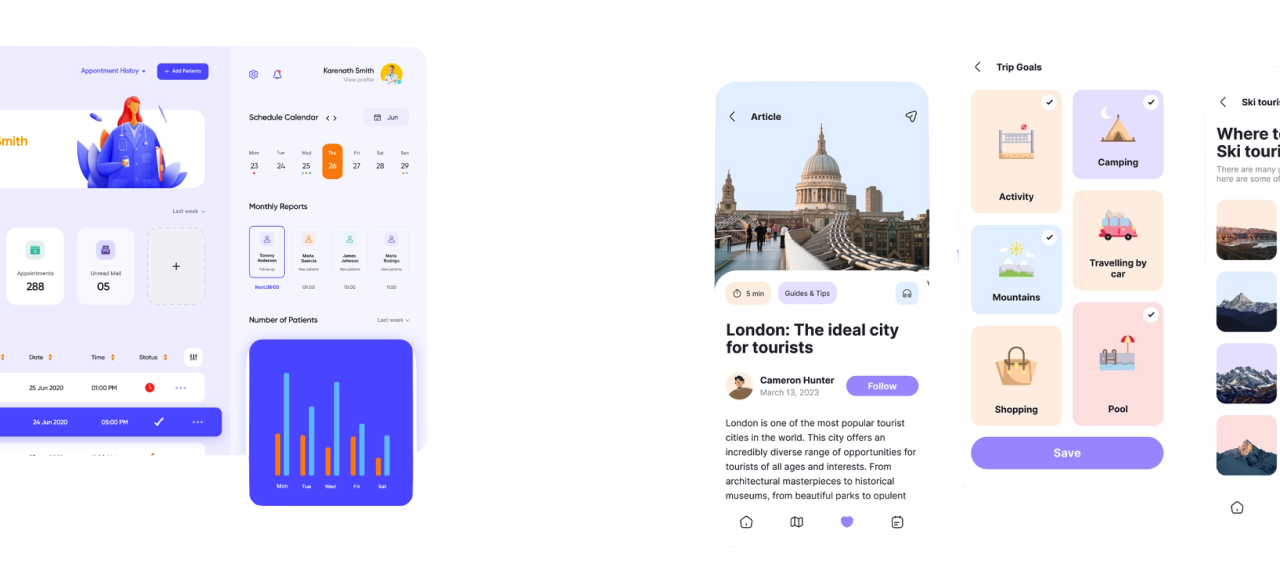 Appontment Histoy
+ Add Patients
Smith
Last week
Appointments
288
Unread Mail
05
+
Date
Time
Status
25 Jun 2020
01:00 PM
24 Jun 2020
05:00 PM
Karenath Smith
View profile
Schedule Calendar
Jun
Mon Tue Wed Thu Fri Sat Sun
23 24 25 26 27 28 29
Monthly Reports
Tommy
Anderson
Follow up
Next.09:00
Maria
Gaarcia
New patients
09.00
James
Johnson
New patients
10.00
Maria
Rodrigu
New patients
11.00
Number of Patients
Last week
Mon Tue Wed Fri Sat
Article
5 min
Guides & Tips
London: The ideal city
for tourists
Cameron Hunter
March 13, 2023
Follow
London is one of the most popular tourist
cities in the world. This city offers an
incredibly diverse range of opportunities for
tourists of all ages and interests. From
architectural masterpieces to historical
museums, from beautiful parks to opulent
Trip Goals
Activity
Camping
Mountains
Travelling by
car
Shopping
Pool
Save
Ski touris
Where to
Ski touri
There are many g
here are some of